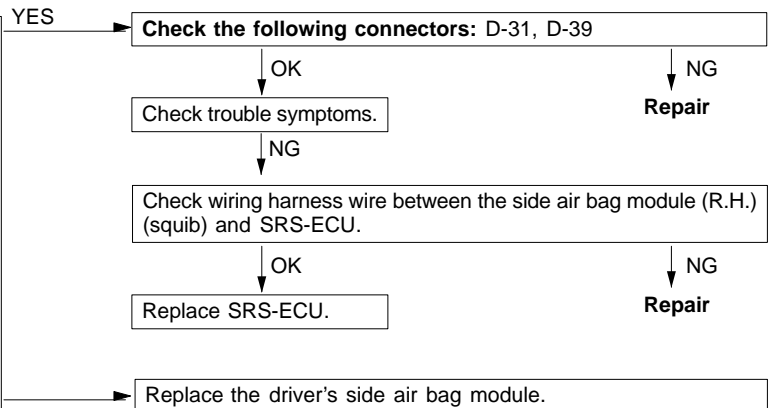 YES
Check the following connectors: D-31, D-39
OK
NG
Check trouble symptoms.
Repair
NG
Check wiring harness wire between the side air bag module (R.H.)
(squib) and SRS-ECU.
OK
NG
Replace SRS-ECU.
Repair
Replace the driver's side air bag module.